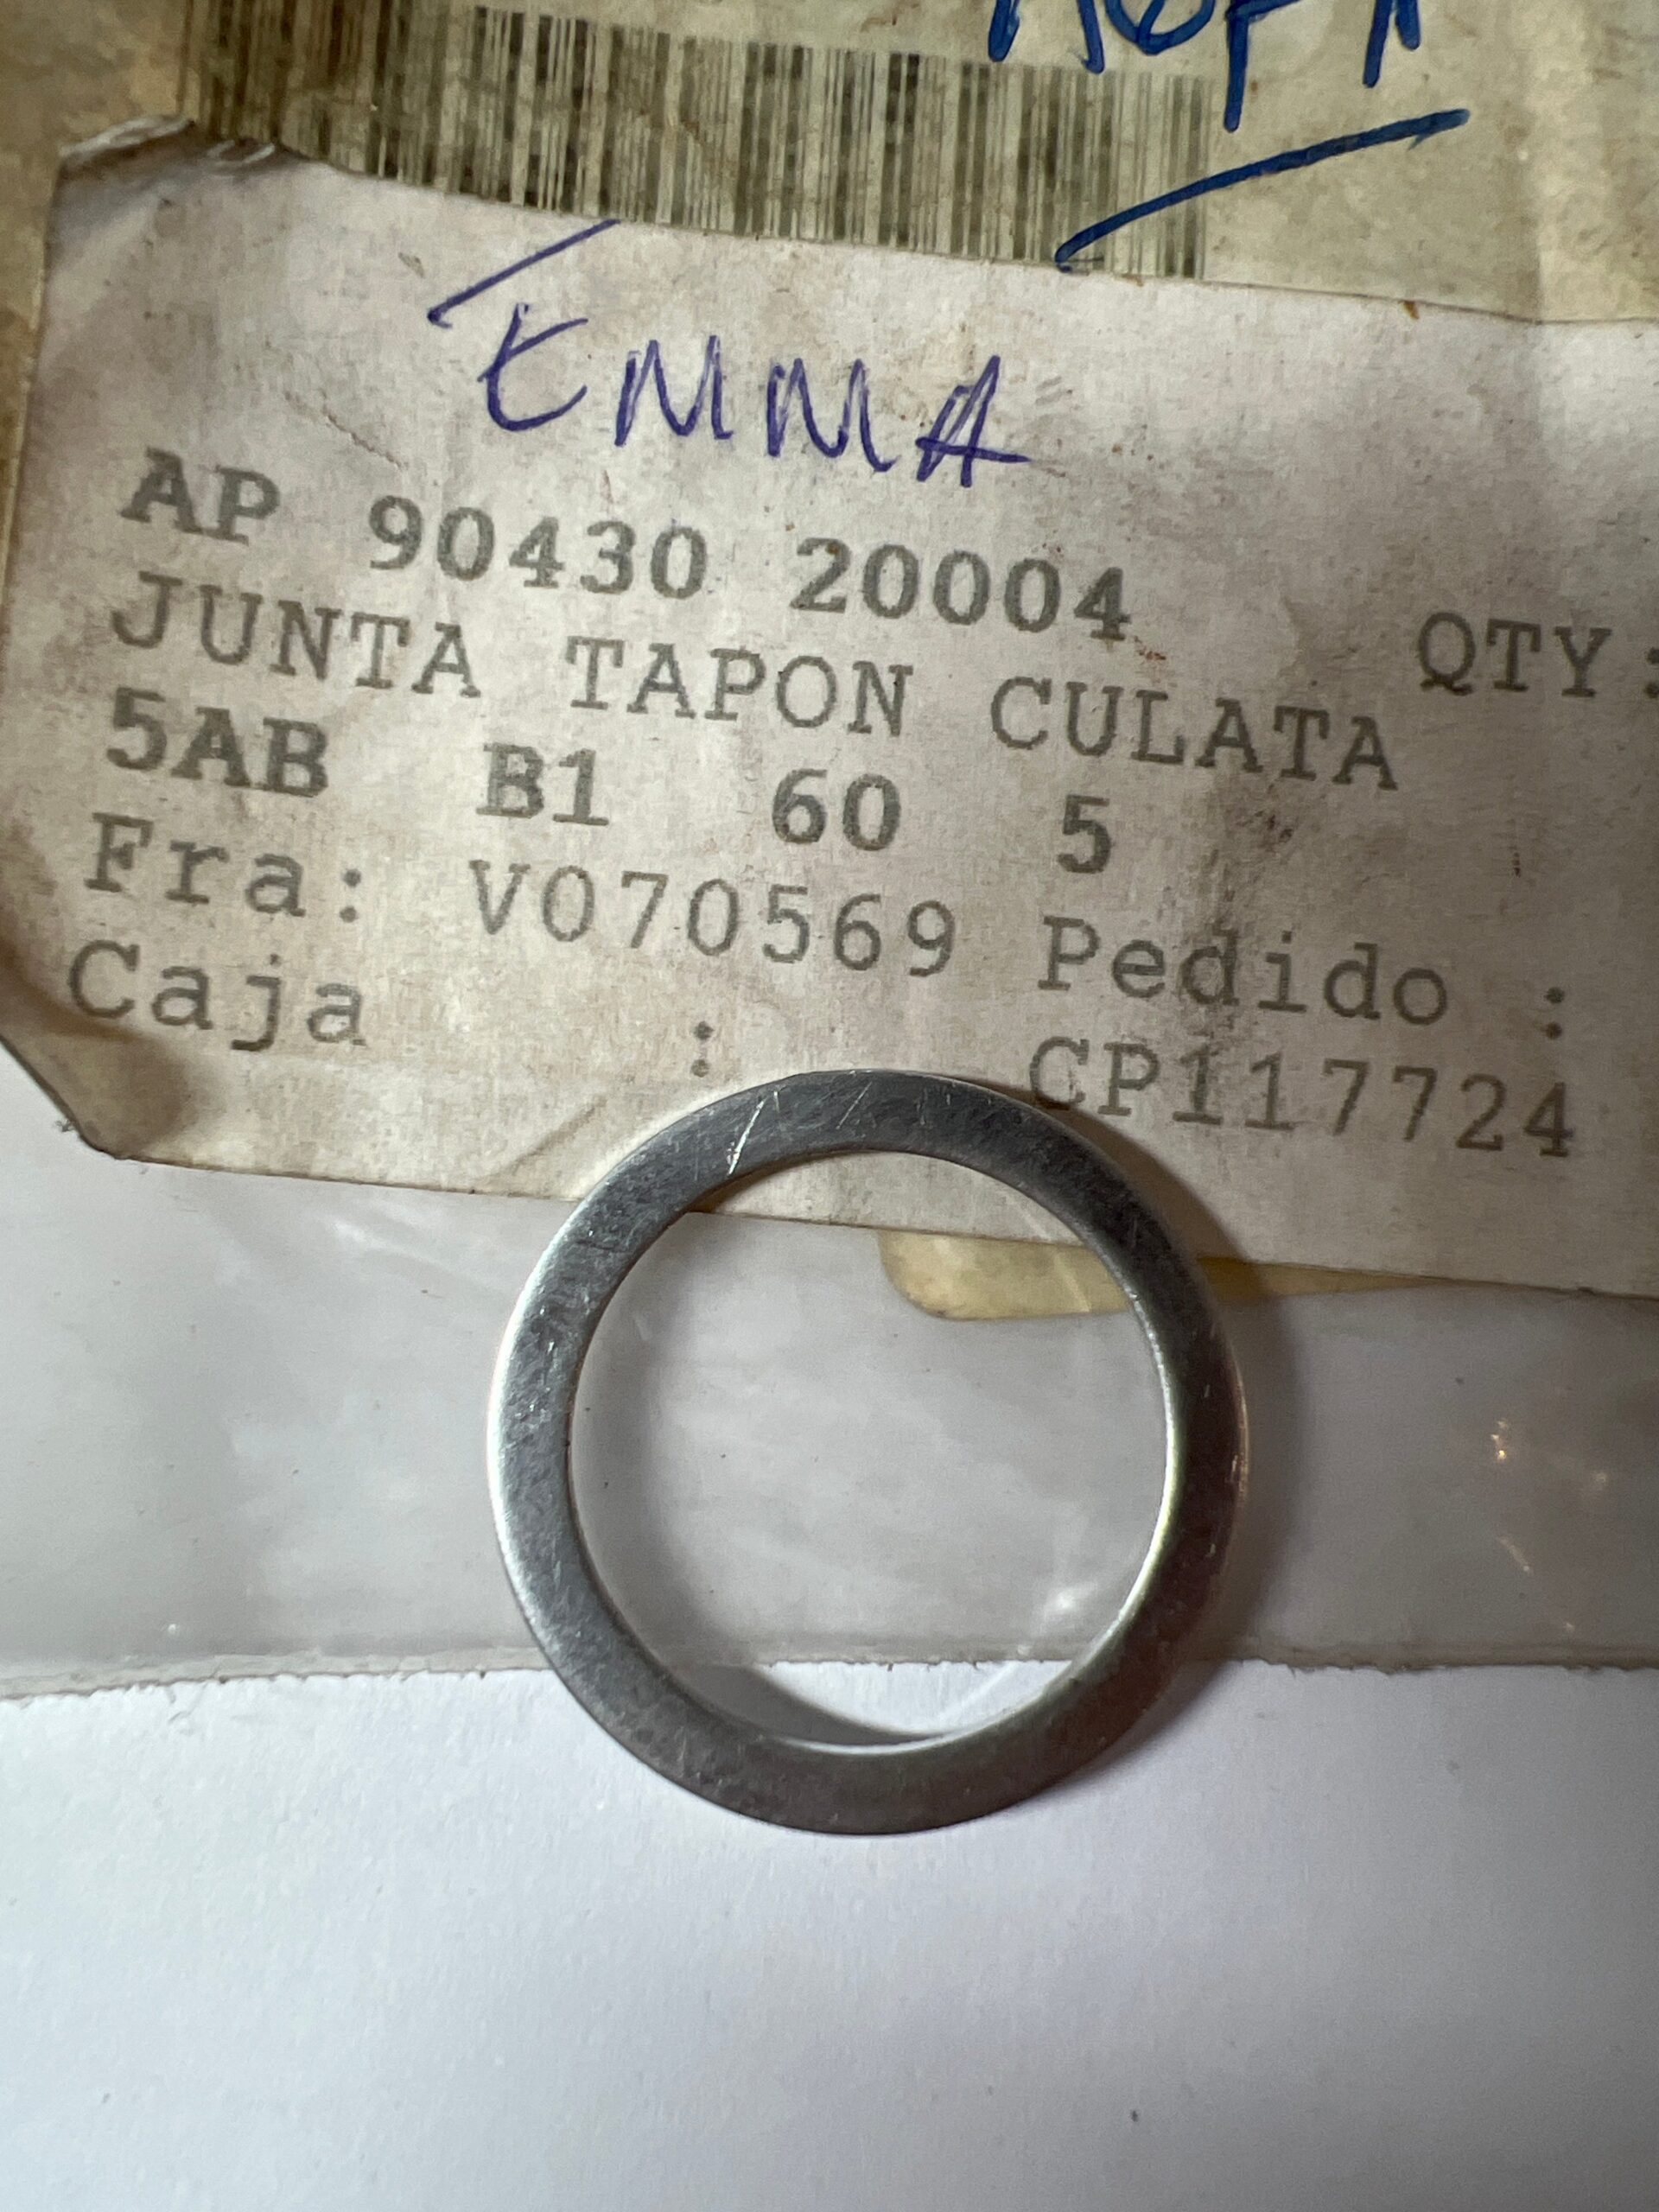 EMMA
AP 90430 20004 QTY:
JUNTA TAPON CULATA
5AB B1 60 5
Fra: V070569 Pedido :
Caja : CP117724